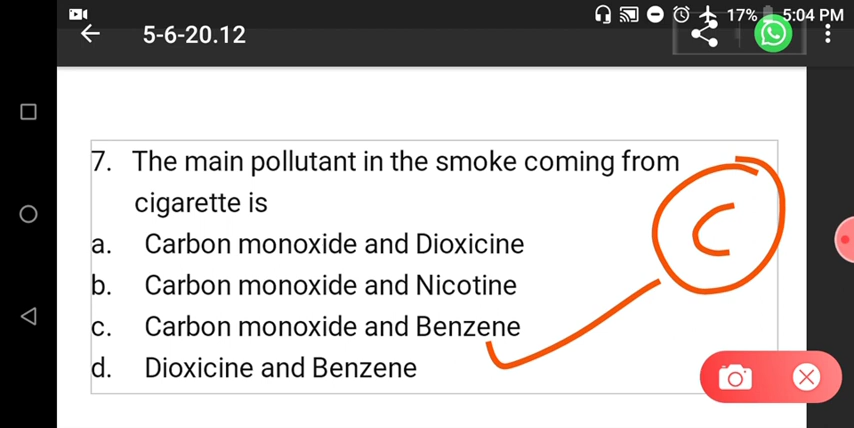 17% 5:04 PM
5-6-20.12
7. The main pollutant in the smoke coming from
cigarette is
a. Carbon monoxide and Dioxicine
b. Carbon monoxide and Nicotine
c. Carbon monoxide and Benzene
d. Dioxicine and Benzene
C